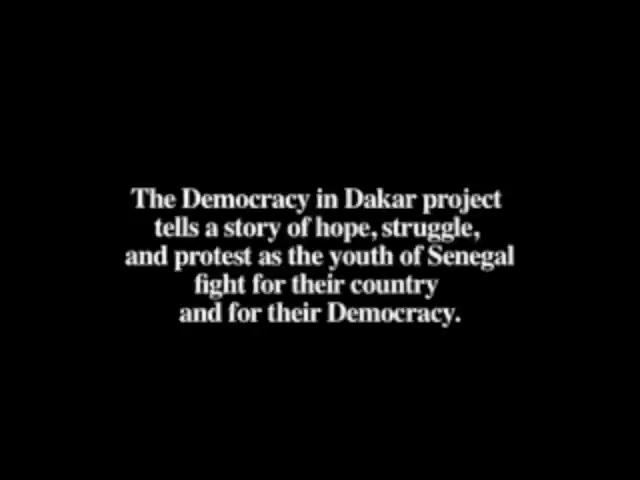 The Democracy in Dakar project
tells a story of hope, struggle,
and protest as the youth of Senegal
fight for their country
and for their Democracy.